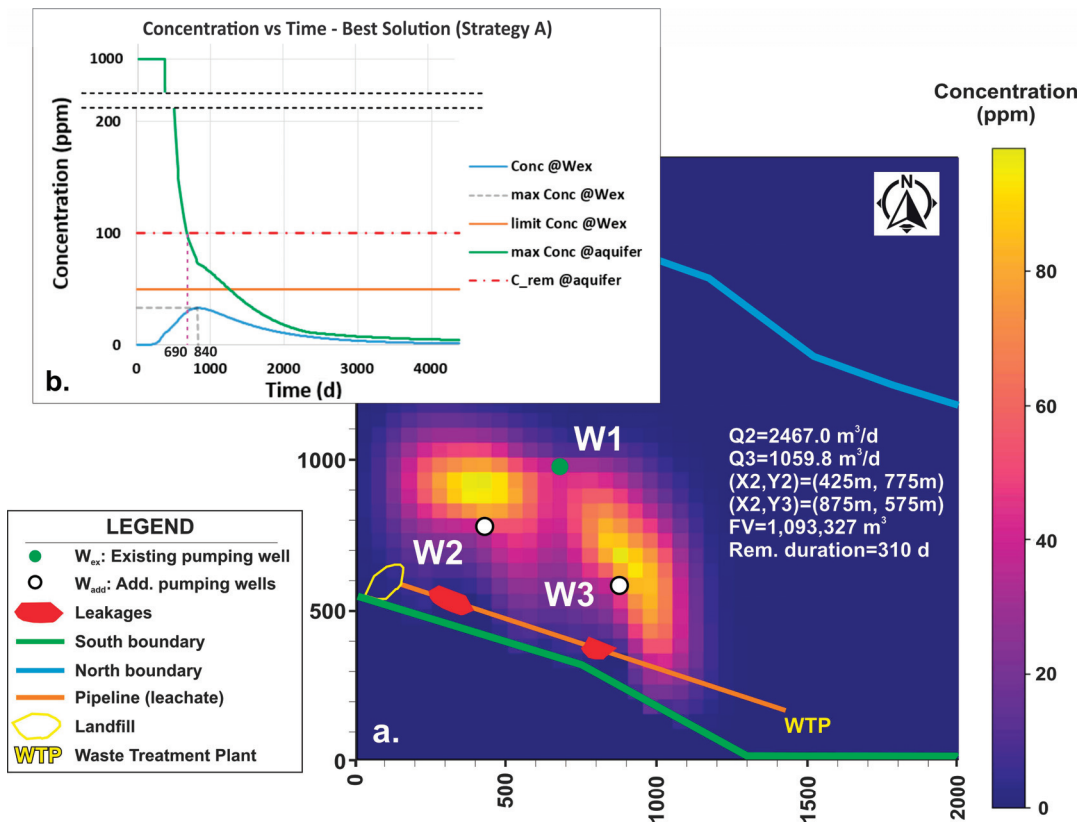 Concentration vs Time - Best Solution (Strategy A)
Concentration (ppm)
1000
200
100
0
690
840
0
1000
2000
3000
4000
Time (d)
Conc @Wex
max Conc @Wex
limit Conc @Wex
max Conc @aquifer
C_rem @aquifer
b.
Concentration
(ppm)
80
60
40
20
0
N
W1
W2
W3
Q2=2467.0 m³/d
Q3=1059.8 m³/d
(X2,Y2)=(425m, 775m)
(X2,Y3)=(875m, 575m)
FV=1,093,327 m³
Rem. duration=310 d
1000
500
0
a.
WTP
0
500
1000
1500
2000
LEGEND
Wex: Existing pumping well
Wadd: Add. pumping wells
Leakages
South boundary
North boundary
Pipeline (leachate)
Landfill
WTP Waste Treatment Plant